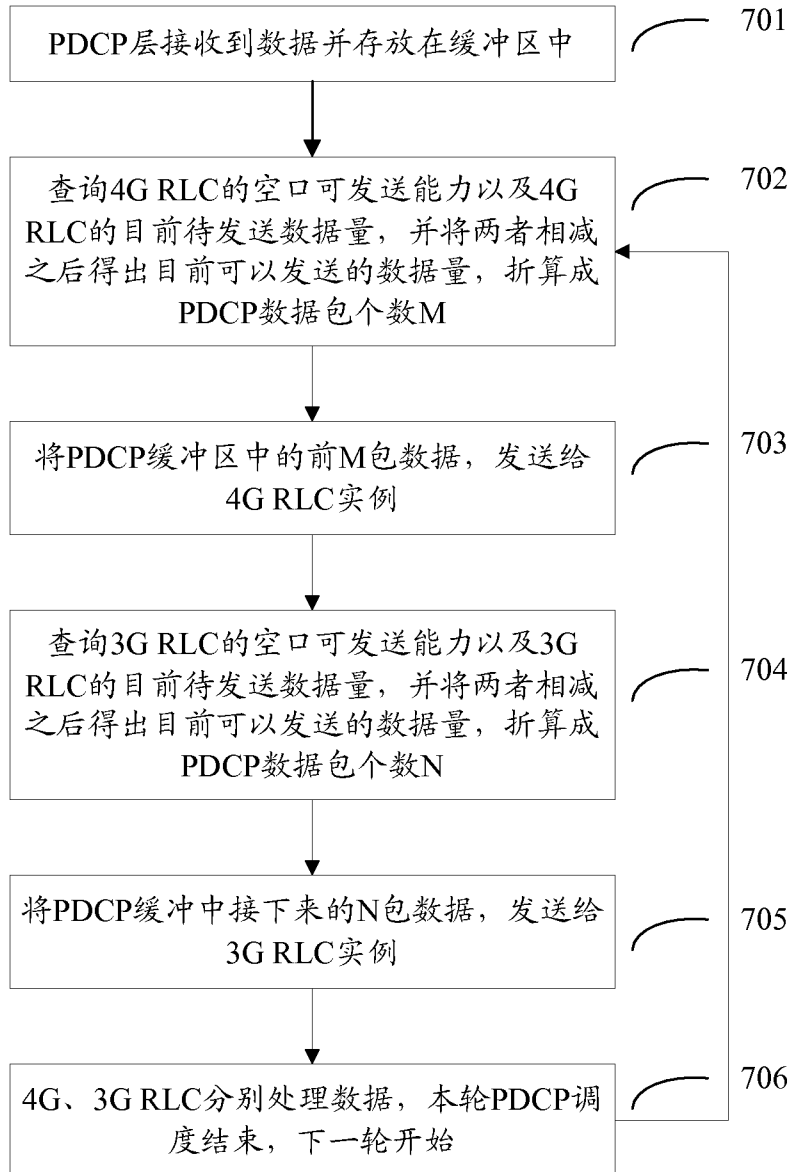 PDCP层接收到数据并存放在缓冲区中
701
查询4G RLC的空口可发送能力以及4G
RLC的目前待发送数据量，并将两者相减
之后得出目前可以发送的数据量，折算成
PDCP数据包个数M
702
将PDCP缓冲区中的前M包数据，发送给
4G RLC实例
703
查询3G RLC的空口可发送能力以及3G
RLC的目前待发送数据量，并将两者相减
之后得出目前可以发送的数据量，折算成
PDCP数据包个数N
704
将PDCP缓冲中接下来的N包数据，发送给
3G RLC实例
705
4G、3G RLC分别处理数据，本轮PDCP调
度结束，下一轮开始
706